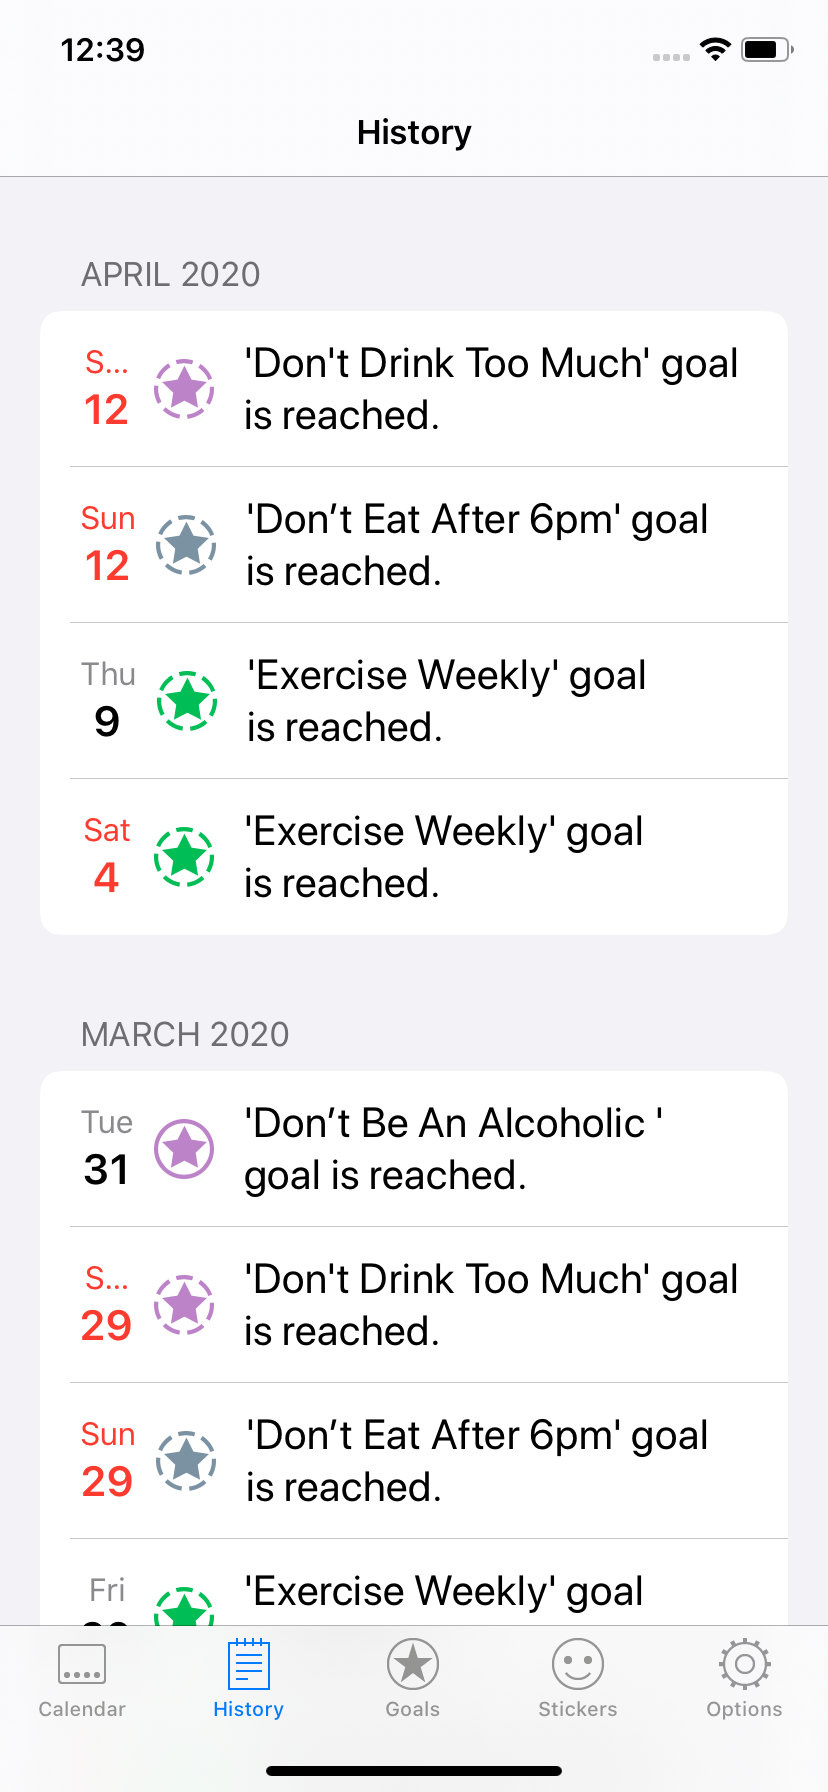 12:39
History
APRIL 2020
S...
12
'Don't Drink Too Much' goal
is reached.
Sun
12
'Don’t Eat After 6pm' goal
is reached.
Thu
9
'Exercise Weekly' goal
is reached.
Sat
4
'Exercise Weekly' goal
is reached.
MARCH 2020
Tue
31
'Don’t Be An Alcoholic '
goal is reached.
S...
29
'Don't Drink Too Much' goal
is reached.
Sun
29
'Don’t Eat After 6pm' goal
is reached.
Fri
'Exercise Weekly' goal
Calendar
History
Goals
Stickers
Options